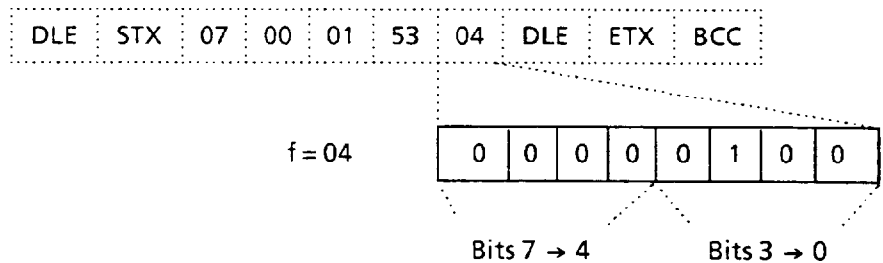 DLE STX 07 00 01 53 04 DLE ETX BCC
f = 04 0 0 0 0 0 1 0 0
Bits 7 → 4 Bits 3 → 0